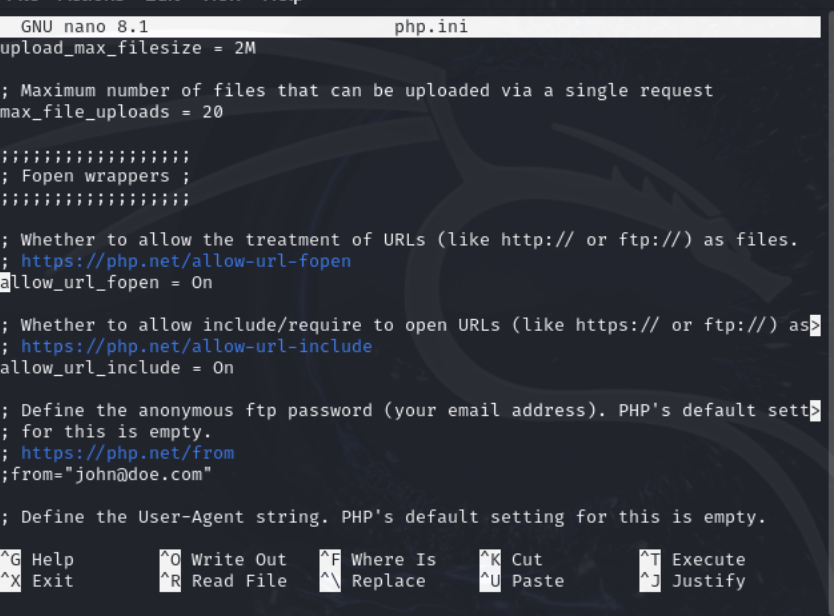 GNU nano 8.1 php.ini
upload_max_filesize = 2M
; Maximum number of files that can be uploaded via a single request
max_file_uploads = 20
;;;;;;;;;;;;;;;;;;
; Fopen wrappers ;
;;;;;;;;;;;;;;;;;;
; Whether to allow the treatment of URLs (like http:// or ftp://) as files.
; https://php.net/allow-url-fopen
allow_url_fopen = On
; Whether to allow include/require to open URLs (like https:// or ftp://) as>
; https://php.net/allow-url-include
allow_url_include = On
; Define the anonymous ftp password (your email address). PHP's default sett>
; for this is empty.
; https://php.net/from
;from="john@doe.com"
; Define the User-Agent string. PHP's default setting for this is empty.
^G Help ^O Write Out ^F Where Is ^K Cut ^T Execute
^X Exit ^R Read File ^\ Replace ^U Paste ^J Justify